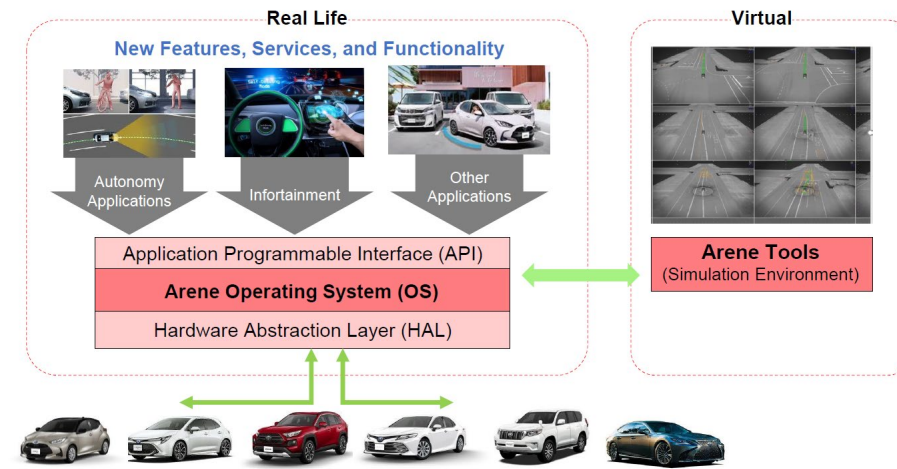 Real Life
Virtual
New Features, Services, and Functionality
Autonomy
Applications
Infortainment
Other
Applications
Application Programmable Interface (API)
Arene Operating System (OS)
Hardware Abstraction Layer (HAL)
Arene Tools
(Simulation Environment)